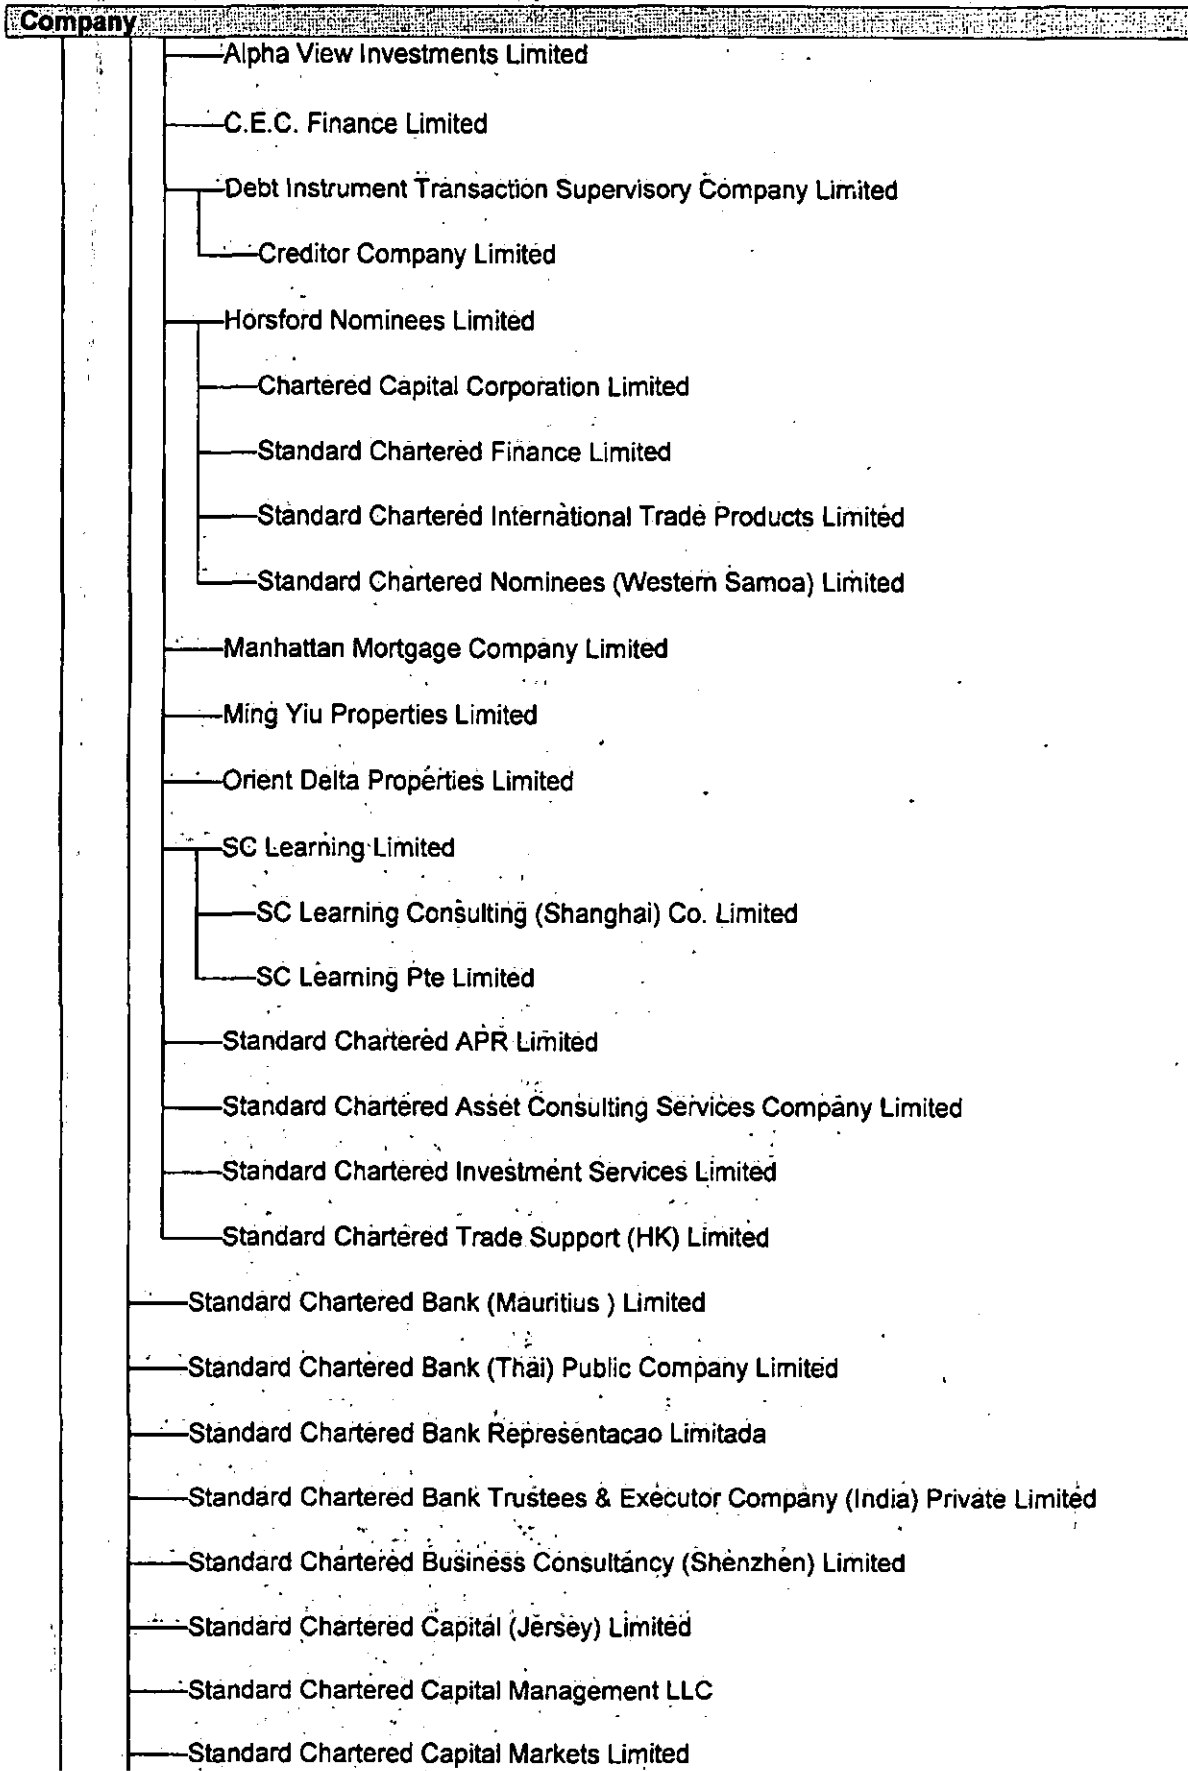 Company
Alpha View Investments Limited
C.E.C. Finance Limited
Debt Instrument Transaction Supervisory Company Limited
Creditor Company Limited
Horsford Nominees Limited
Chartered Capital Corporation Limited
Standard Chartered Finance Limited
Standard Chartered International Trade Products Limited
Standard Chartered Nominees (Western Samoa) Limited
Manhattan Mortgage Company Limited
Ming Yiu Properties Limited
Orient Delta Properties Limited
SC Learning Limited
SC Learning Consulting (Shanghai) Co. Limited
SC Learning Pte Limited
Standard Chartered APR Limited
Standard Chartered Asset Consulting Services Company Limited
Standard Chartered Investment Services Limited
Standard Chartered Trade Support (HK) Limited
Standard Chartered Bank (Mauritius ) Limited
Standard Chartered Bank (Thai) Public Company Limited
Standard Chartered Bank Representacao Limitada
Standard Chartered Bank Trustees & Executor Company (India) Private Limited
Standard Chartered Business Consultancy (Shenzhen) Limited
Standard Chartered Capital (Jersey) Limited
Standard Chartered Capital Management LLC
Standard Chartered Capital Markets Limited